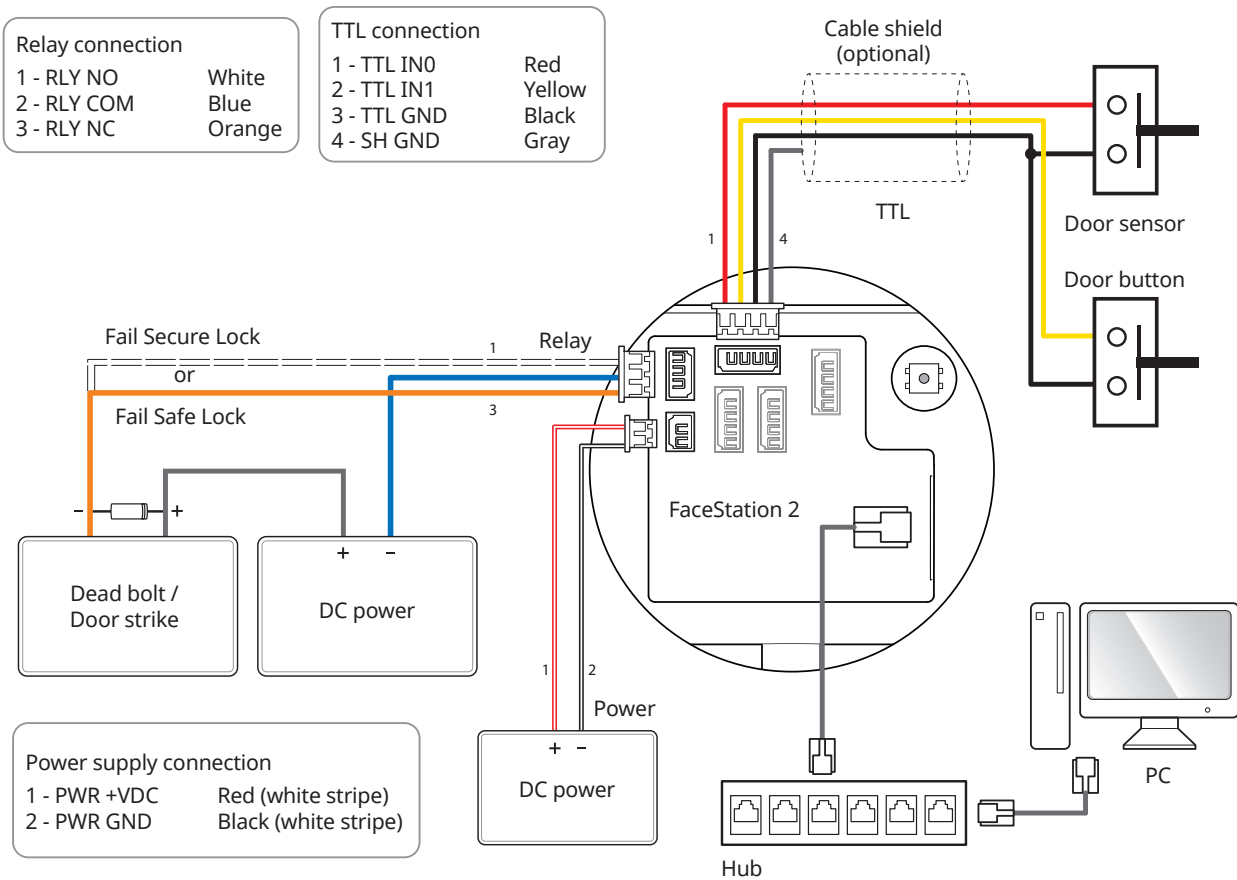 Relay connection
1 - RLY NO White
2 - RLY COM Blue
3 - RLY NC Orange
TTL connection
1 - TTL IN0 Red
2 - TTL IN1 Yellow
3 - TTL GND Black
4 - SH GND Gray
Cable shield
(optional)
TTL
1
4
Door sensor
Door button
Fail Secure Lock
1
Relay
or
Fail Safe Lock
3
FaceStation 2
- +
+ -
Dead bolt /
Door strike
DC power
1
2
Power
+ -
DC power
Power supply connection
1 - PWR +VDC Red (white stripe)
2 - PWR GND Black (white stripe)
PC
Hub